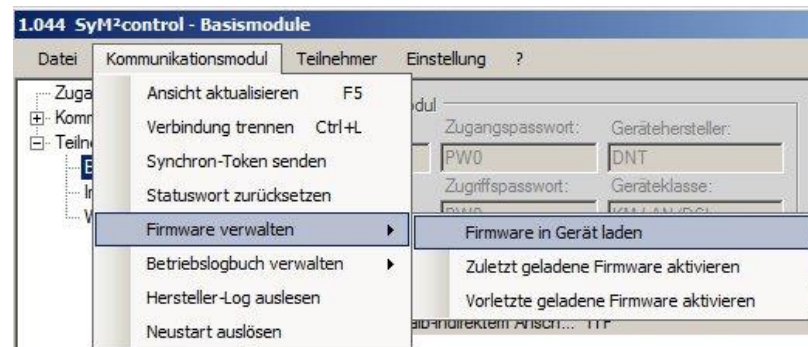 1.044 SyM²control - Basismodule
Datei Kommunikationsmodul Teilnehmer Einstellung ?
Ansicht aktualisieren F5
Verbindung trennen Ctrl+L
Synchron-Token senden
Statuswort zurücksetzen
Firmware verwalten
Betriebslogbuch verwalten
Hersteller-Log auslesen
Neustart auslösen
Zugangspasswort: Gerätehersteller:
PW0 DNT
Zugriffspasswort: Geräteklasse:
Firmware in Gerät laden
Zuletzt geladene Firmware aktivieren
Vorletzte geladene Firmware aktivieren